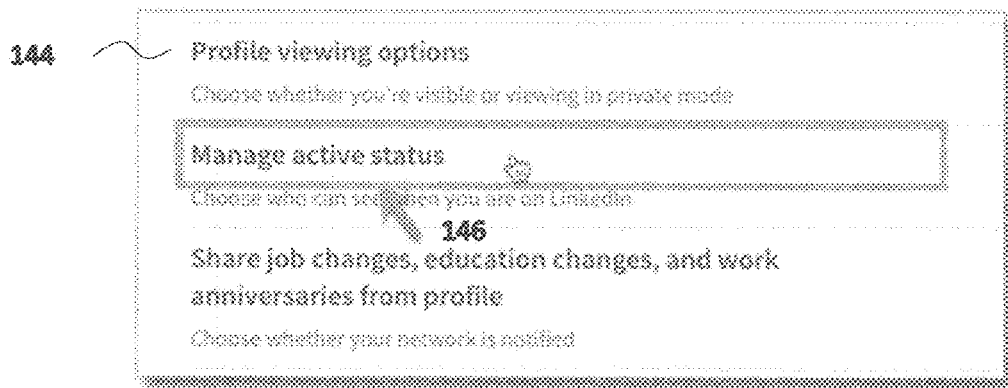 144
Profile viewing options
Choose whether you're visible or viewing in private mode
Manage active status
Choose who can see when you are on LinkedIn
146
Share job changes, education changes, and work
anniversaries from profile
Choose whether your network is notified